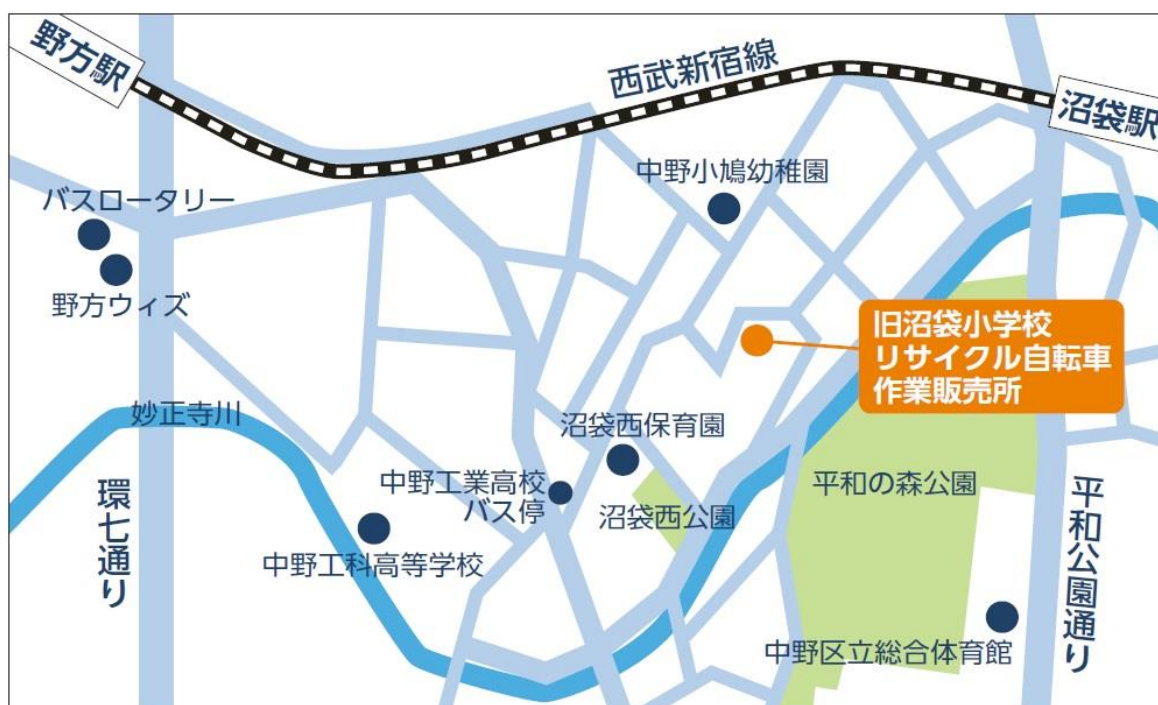 野方駅
西武新宿線
沼袋駅
中野小鳩幼稚園
バスロータリー
野方ウィズ
旧沼袋小学校
リサイクル自転車
作業販売所
妙正寺川
沼袋西保育園
中野工業高校
バス停
平和の森公園
沼袋西公園
環七通り
中野工科高等学校
平和公園通り
中野区立総合体育館